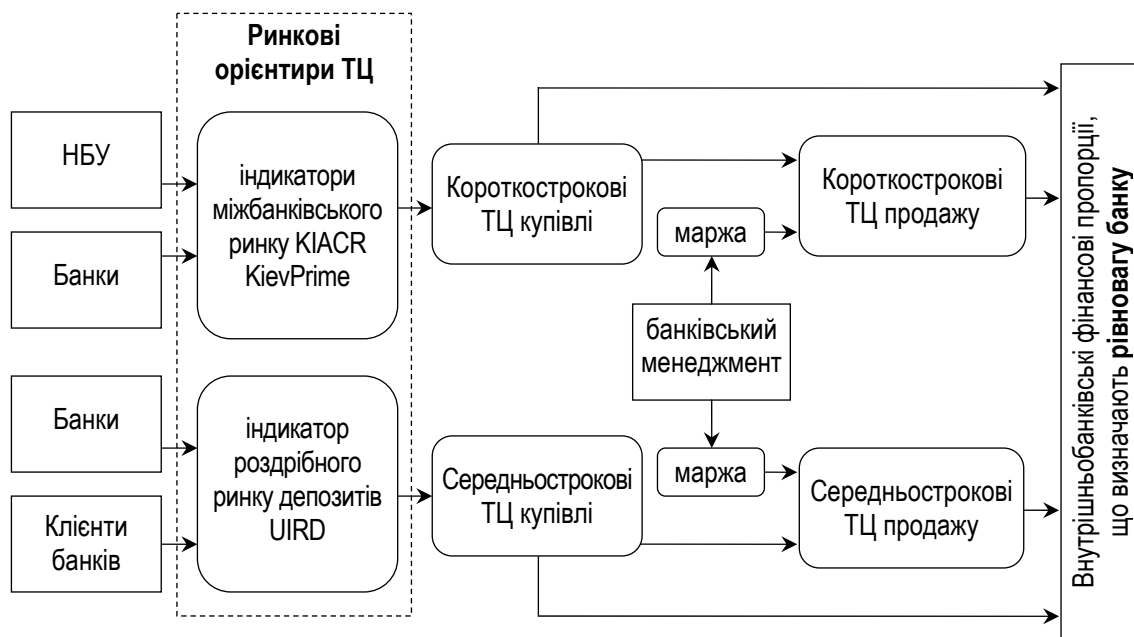 Ринкові
орієнтири ТЦ
НБУ
Банки
індикатори
міжбанківського
ринку KIACR
KievPrime
Короткострокові
ТЦ купівлі
маржа
Короткострокові
ТЦ продажу
банківський
менеджмент
Банки
Клієнти
банків
індикатор
роздрібного
ринку депозитів
UIRD
Середньострокові
ТЦ купівлі
маржа
Середньострокові
ТЦ продажу
Внутрішньобанківські фінансові пропорції,
що визначають рівновагу банку